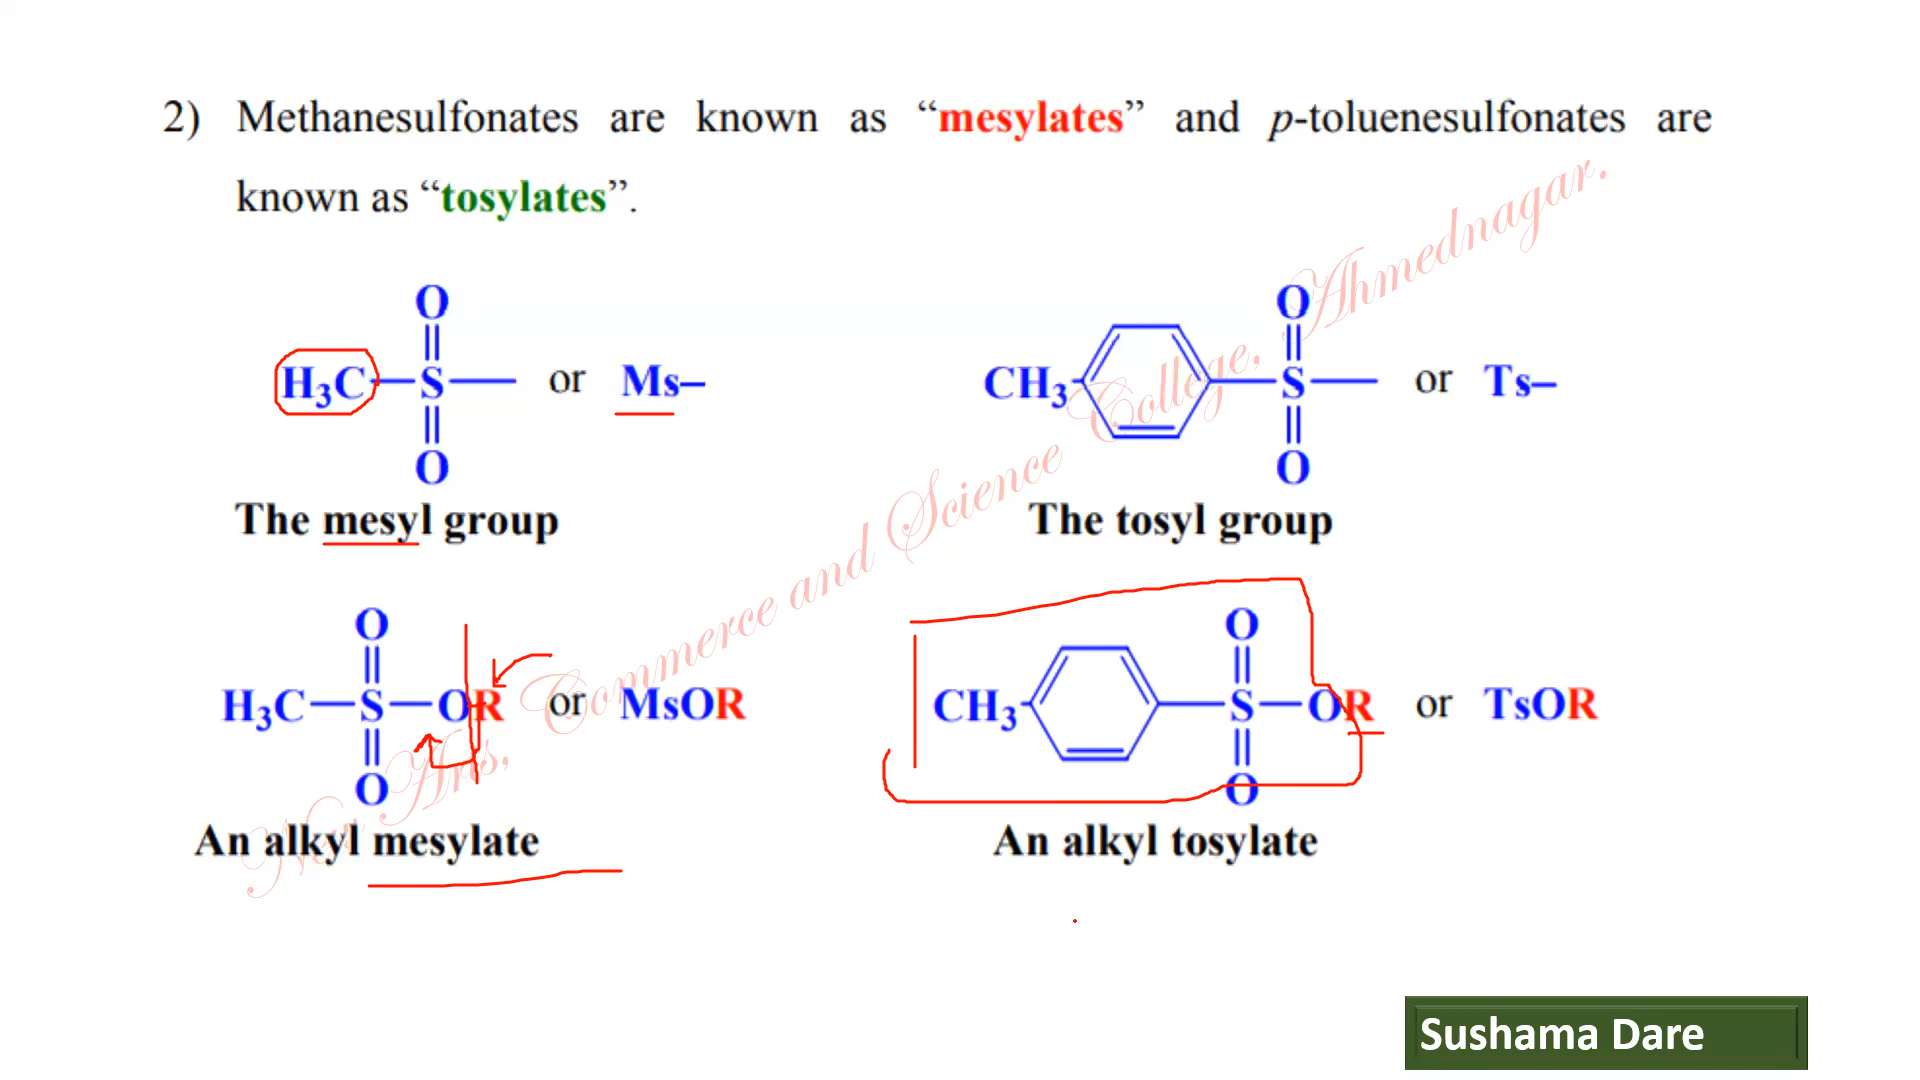 2) Methanesulfonates are known as “mesylates” and p-toluenesulfonates are
known as “tosylates”.
O
H₃C—S— or Ms–
O
The mesyl group
O
CH₃ S— or Ts–
O
The tosyl group
O
H₃C—S—OR or MsOR
O
An alkyl mesylate
O
CH₃ S—OR or TsOR
O
An alkyl tosylate
New Arts, Commerce and Science College, Ahmednagar.
Sushama Dare